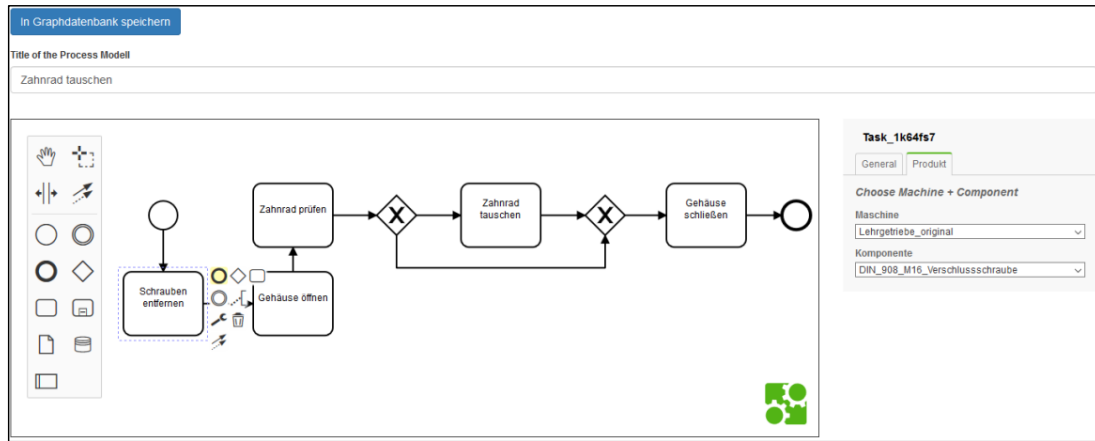 In Graphdatenbank speichern
Title of the Process Modell
Zahnrad tauschen
Zahnrad prüfen
Zahnrad
tauschen
Gehäuse
schließen
Schrauben
entfernen
Gehäuse öffnen
Task_1k64fs7
General
Produkt
Choose Machine + Component
Maschine
Lehrgetriebe_original
Komponente
DIN_908_M16_Verschlussschraube